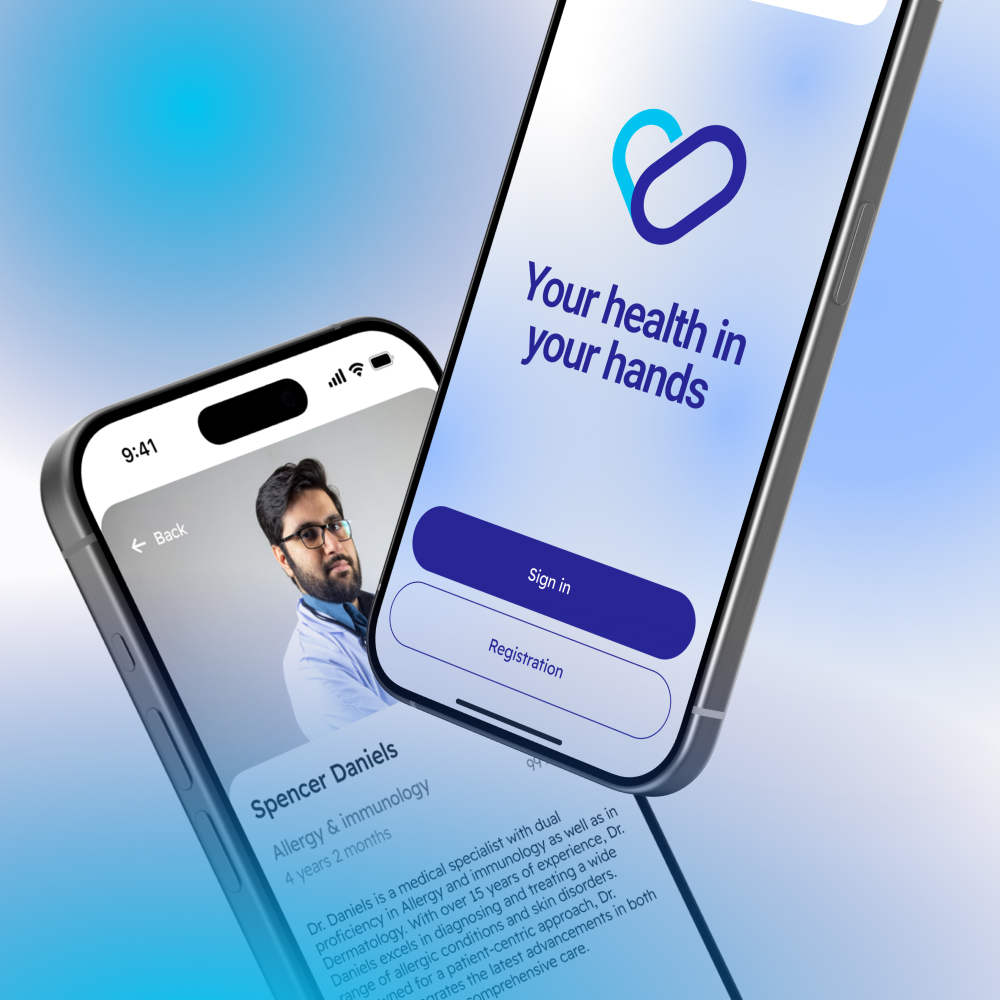 Your health in
your hands
Sign in
Registration
9:41
Back
Spencer Daniels
Allergy & immunology
4 years 2 months
Dr. Daniels is a medical specialist with dual
proficiency in Allergy and immunology as well as in
Dermatology. With over 15 years of experience, Dr.
Daniels excels in diagnosing and treating a wide
range of allergic conditions and skin disorders.
for a patient-centric approach, Dr.
the latest advancements in both
comprehensive care.